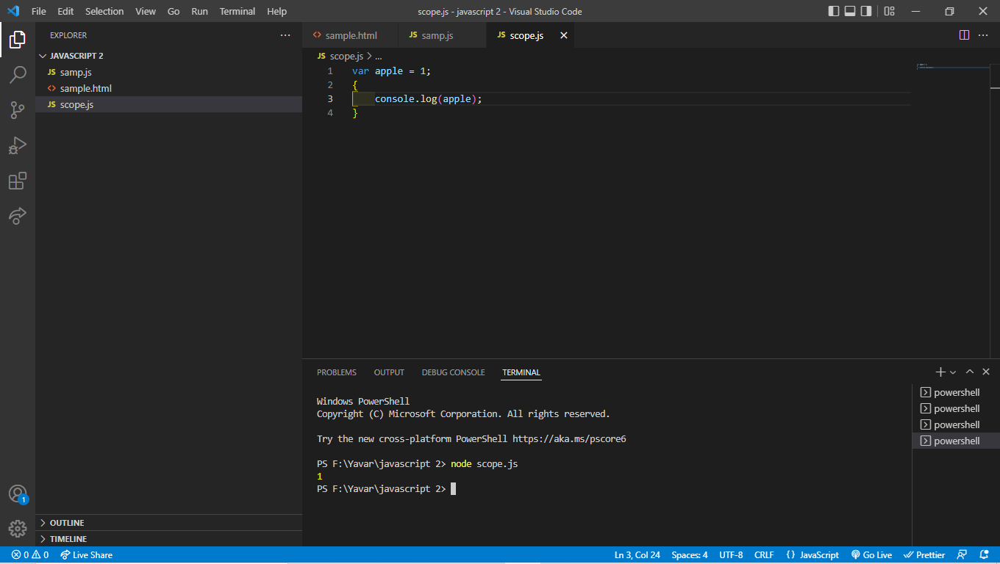 File Edit Selection View Go Run Terminal Help scope.js - javascript 2 - Visual Studio Code
EXPLORER
JAVASCRIPT 2
JS samp.js
<> sample.html
JS scope.js
OUTLINE
TIMELINE
<> sample.html JS samp.js JS scope.js
JS scope.js > ...
1 var apple = 1;
2 {
3 console.log(apple);
4 }
PROBLEMS OUTPUT DEBUG CONSOLE TERMINAL
Windows PowerShell
Copyright (C) Microsoft Corporation. All rights reserved.
Try the new cross-platform PowerShell https://aka.ms/pscore6
PS F:\Yavar\javascript 2> node scope.js
1
PS F:\Yavar\javascript 2>
powershell
powershell
powershell
powershell
1
0 0 Live Share Ln 3, Col 24 Spaces: 4 UTF-8 CRLF {} JavaScript Go Live Prettier